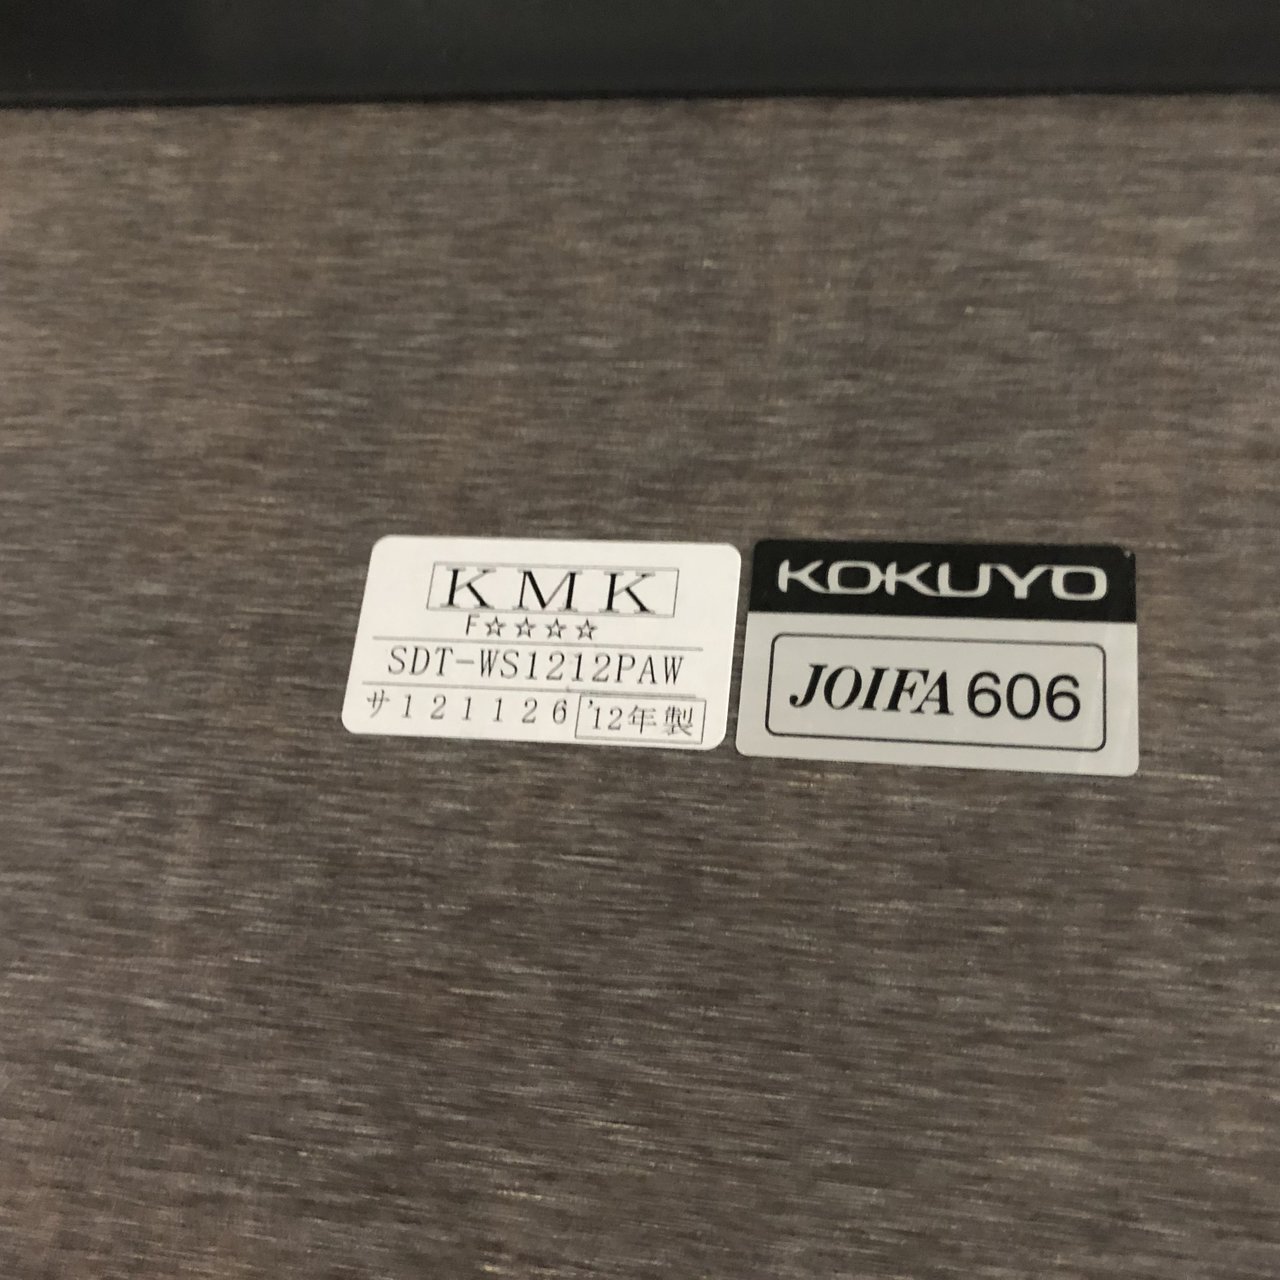 KMK
F☆☆☆☆
SDT-WS1212PAW
サ121126 '12年製
KOKUYO
JOIFA 606